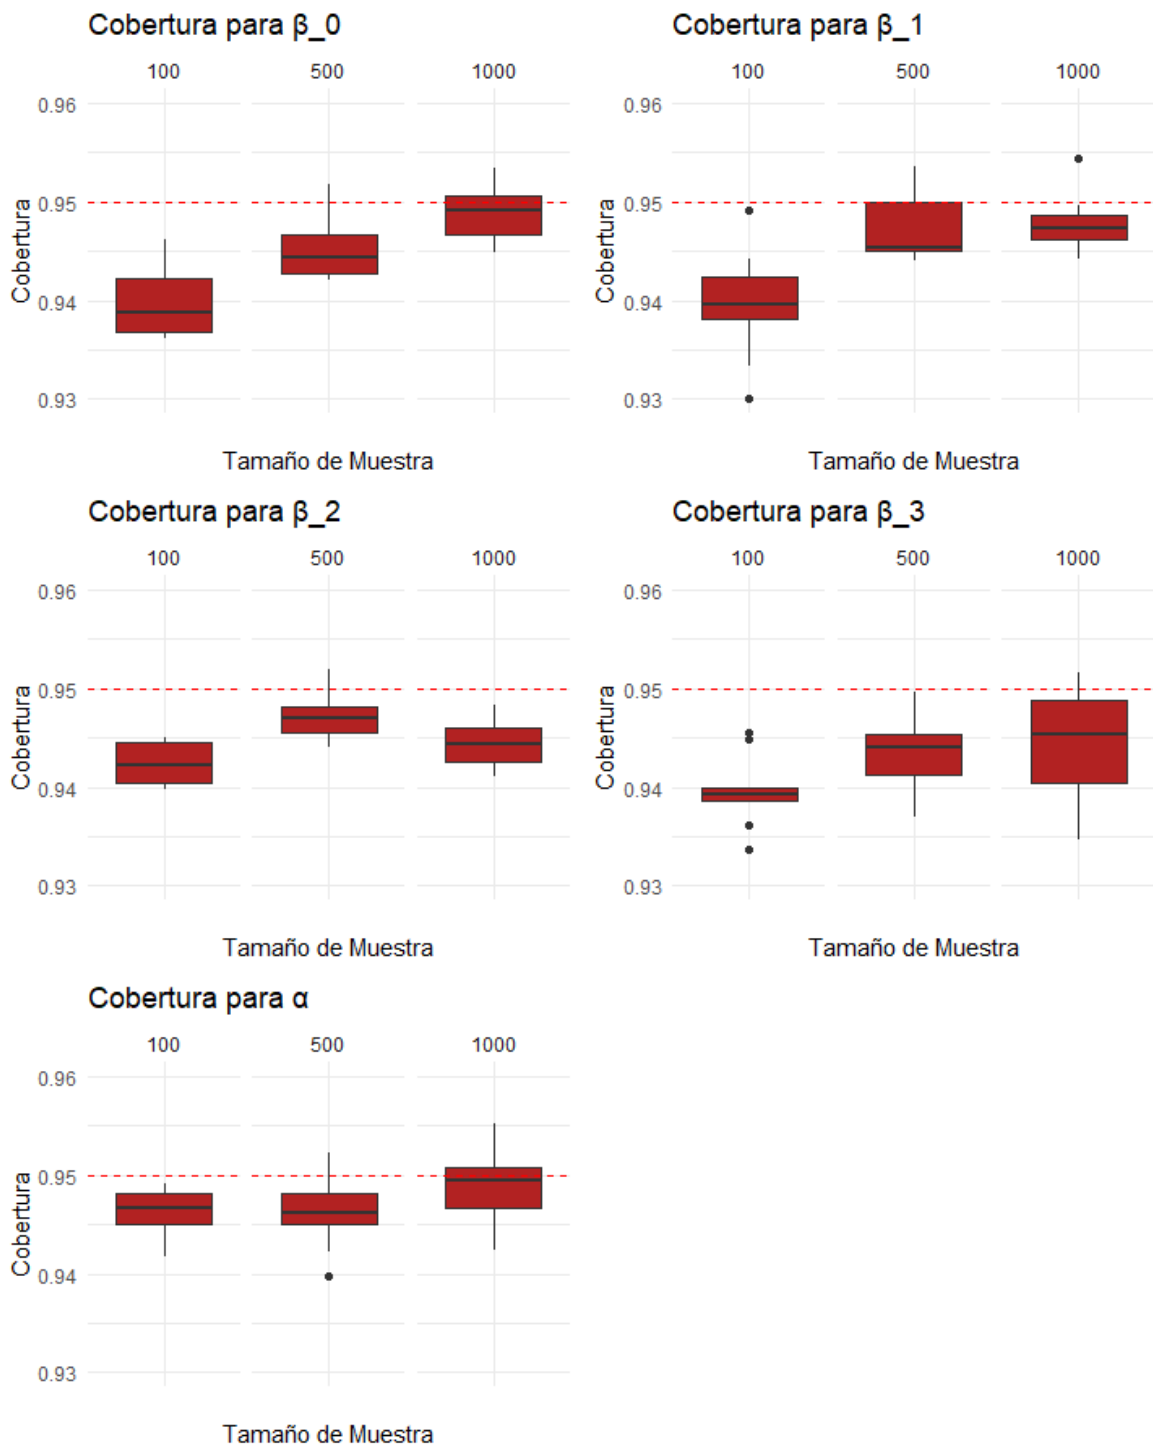 Cobertura para β_0
100 500 1000
0.96
0.95
0.94
0.93
Cobertura
Tamaño de Muestra
Cobertura para β_1
100 500 1000
0.96
0.95
0.94
0.93
Cobertura
Tamaño de Muestra
Cobertura para β_2
100 500 1000
0.96
0.95
0.94
0.93
Cobertura
Tamaño de Muestra
Cobertura para β_3
100 500 1000
0.96
0.95
0.94
0.93
Cobertura
Tamaño de Muestra
Cobertura para α
100 500 1000
0.96
0.95
0.94
0.93
Cobertura
Tamaño de Muestra